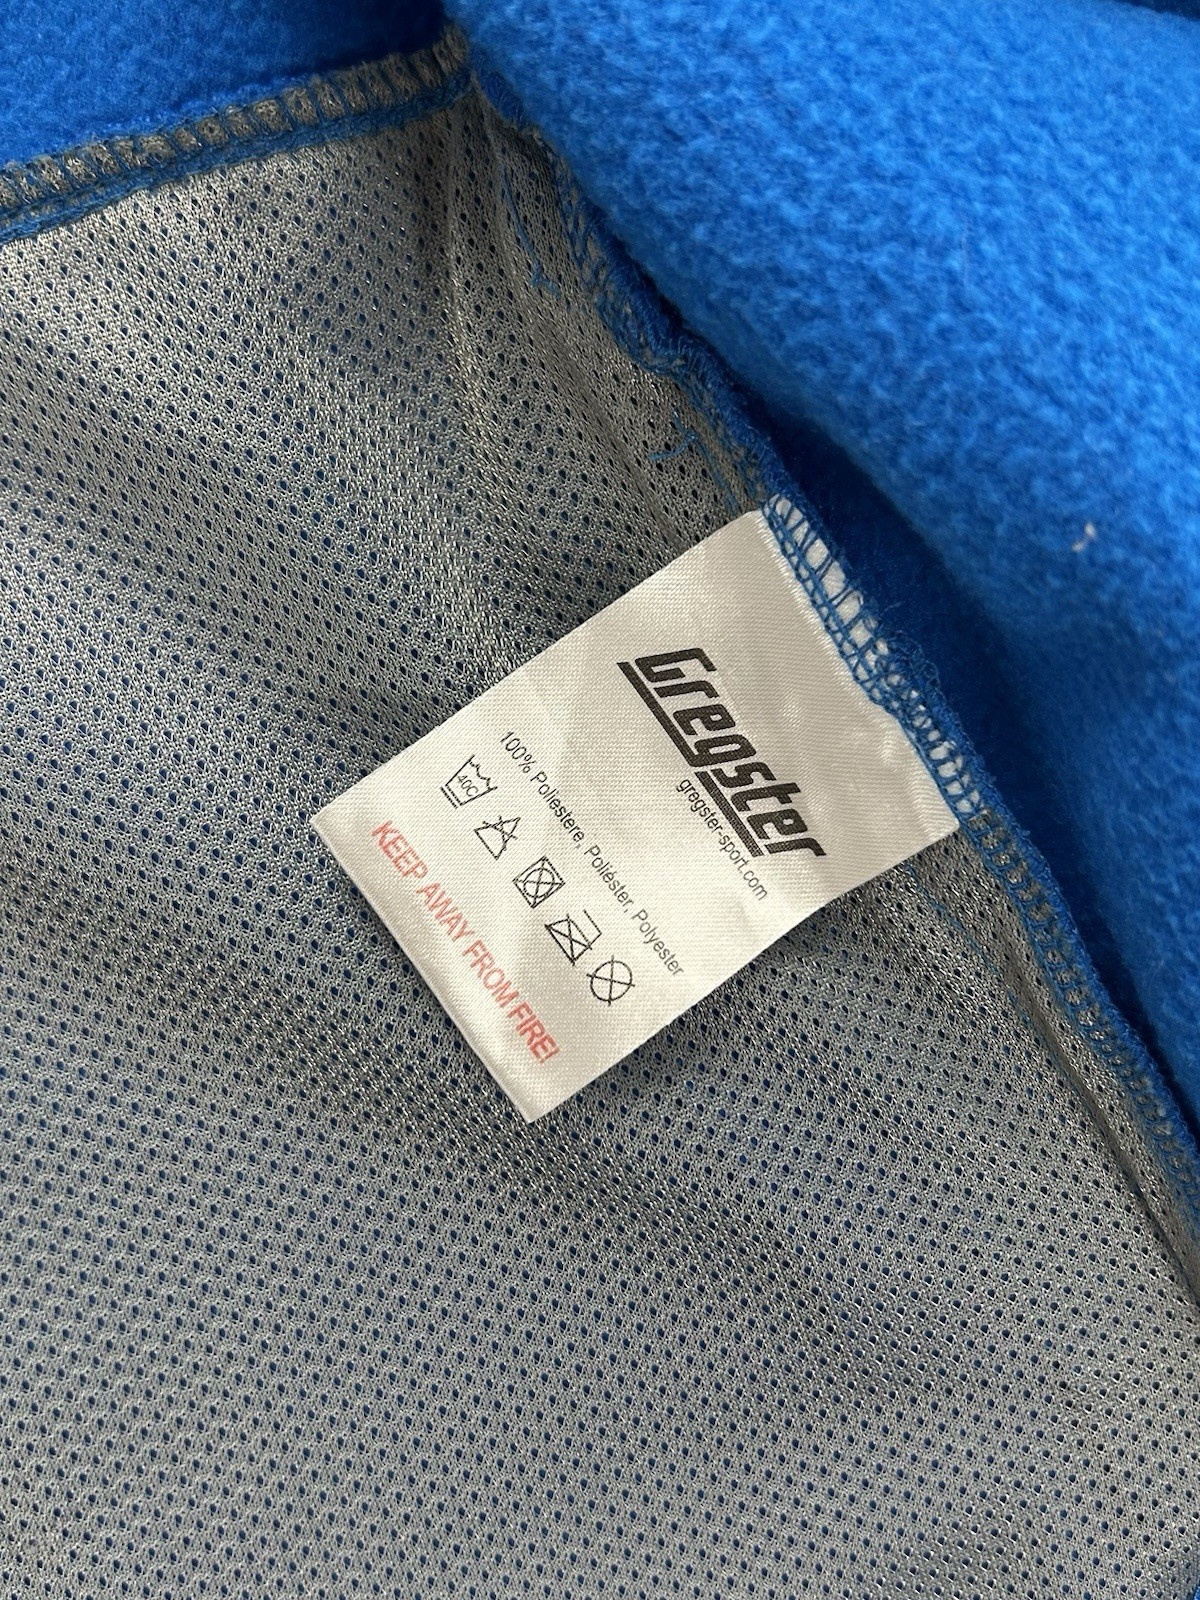 Gregster
gregster-sport.com
100% Poliestere, Poliéster, Polyester
40C
KEEP AWAY FROM FIRE!